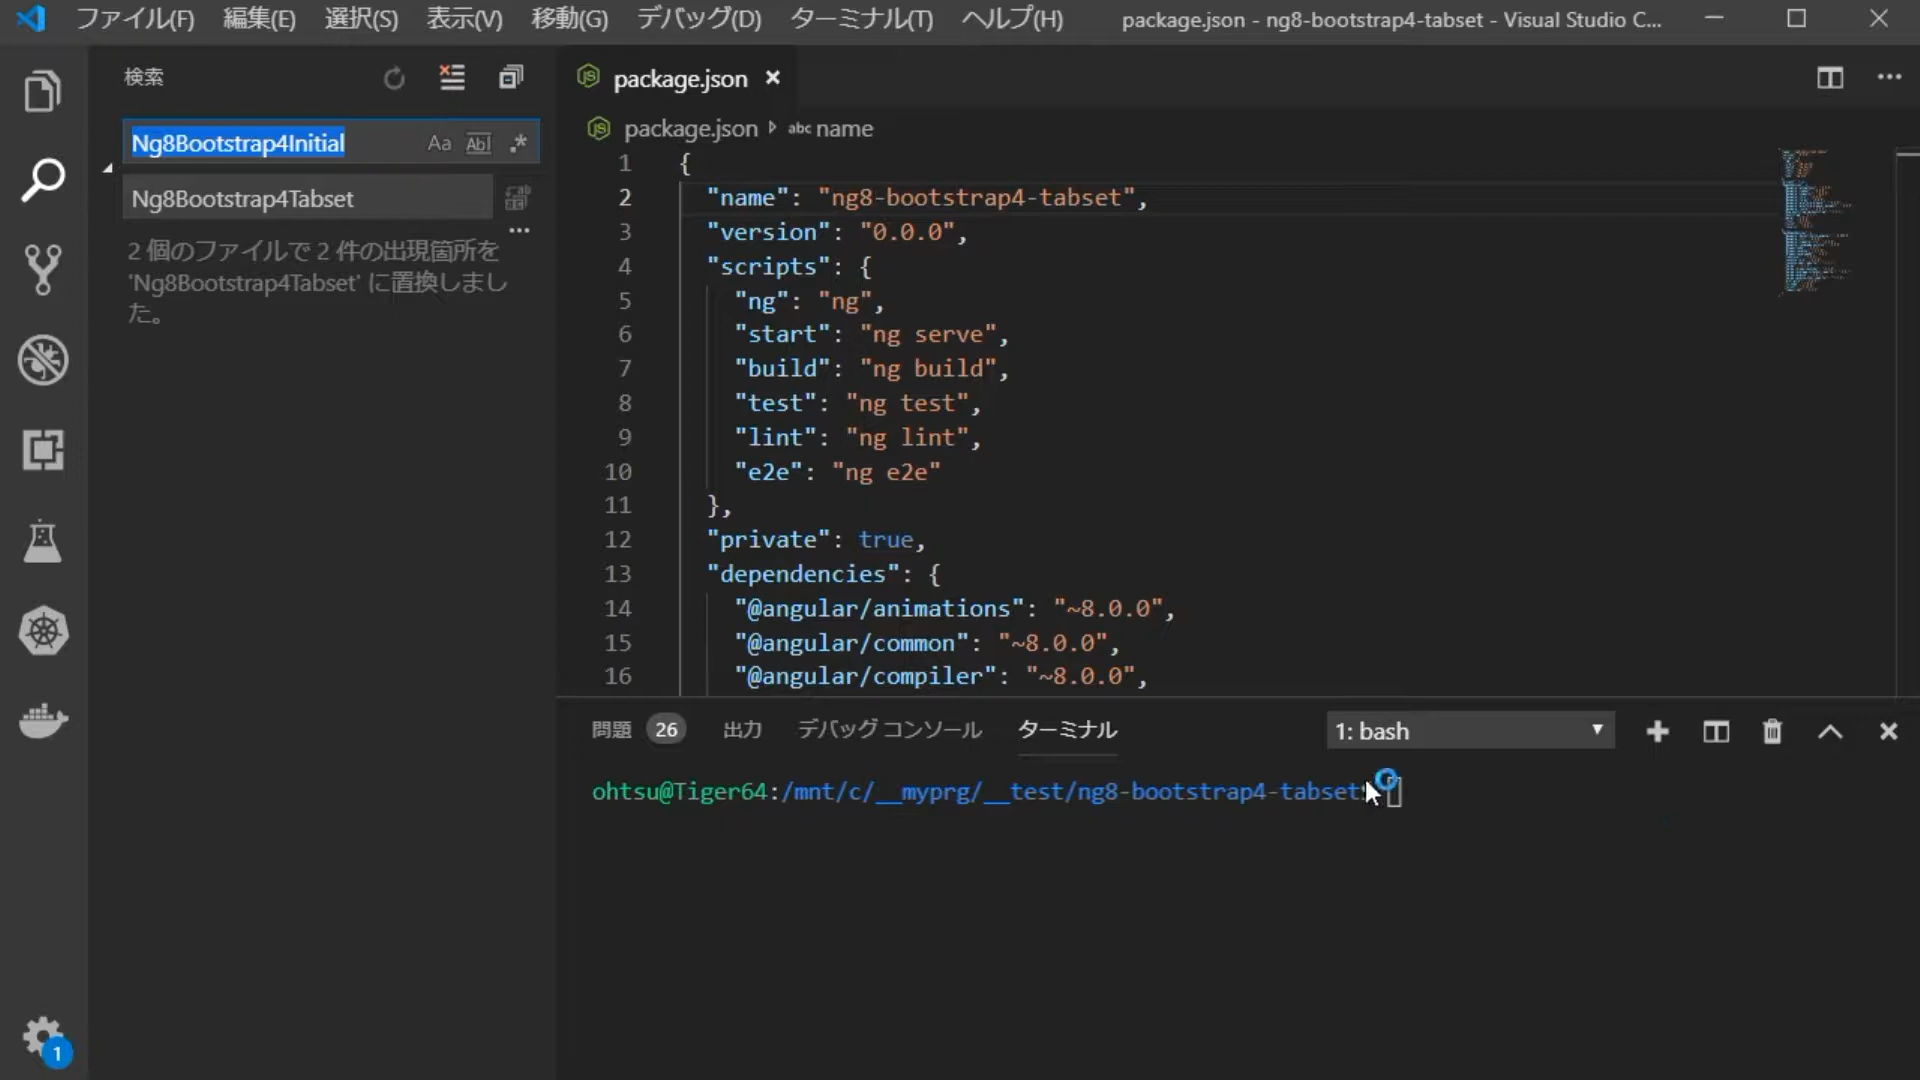 ファイル(F) 編集(E) 選択(S) 表示(V) 移動(G) デバッグ(D) ターミナル(T) ヘルプ(H) package.json - ng8-bootstrap4-tabset - Visual Studio C...
検索
Ng8Bootstrap4Initial Aa Abl .*
Ng8Bootstrap4Tabset
2 個のファイルで 2 件の出現箇所を
'Ng8Bootstrap4Tabset' に置換しまし
た。
package.json
package.json name
1 {
2 "name": "ng8-bootstrap4-tabset",
3 "version": "0.0.0",
4 "scripts": {
5 "ng": "ng",
6 "start": "ng serve",
7 "build": "ng build",
8 "test": "ng test",
9 "lint": "ng lint",
10 "e2e": "ng e2e"
11 },
12 "private": true,
13 "dependencies": {
14 "@angular/animations": "~8.0.0",
15 "@angular/common": "~8.0.0",
16 "@angular/compiler": "~8.0.0",
問題 26 出力 デバッグ コンソール ターミナル 1: bash
ohtsu@Tiger64:/mnt/c/__myprg/__test/ng8-bootstrap4-tabset
1